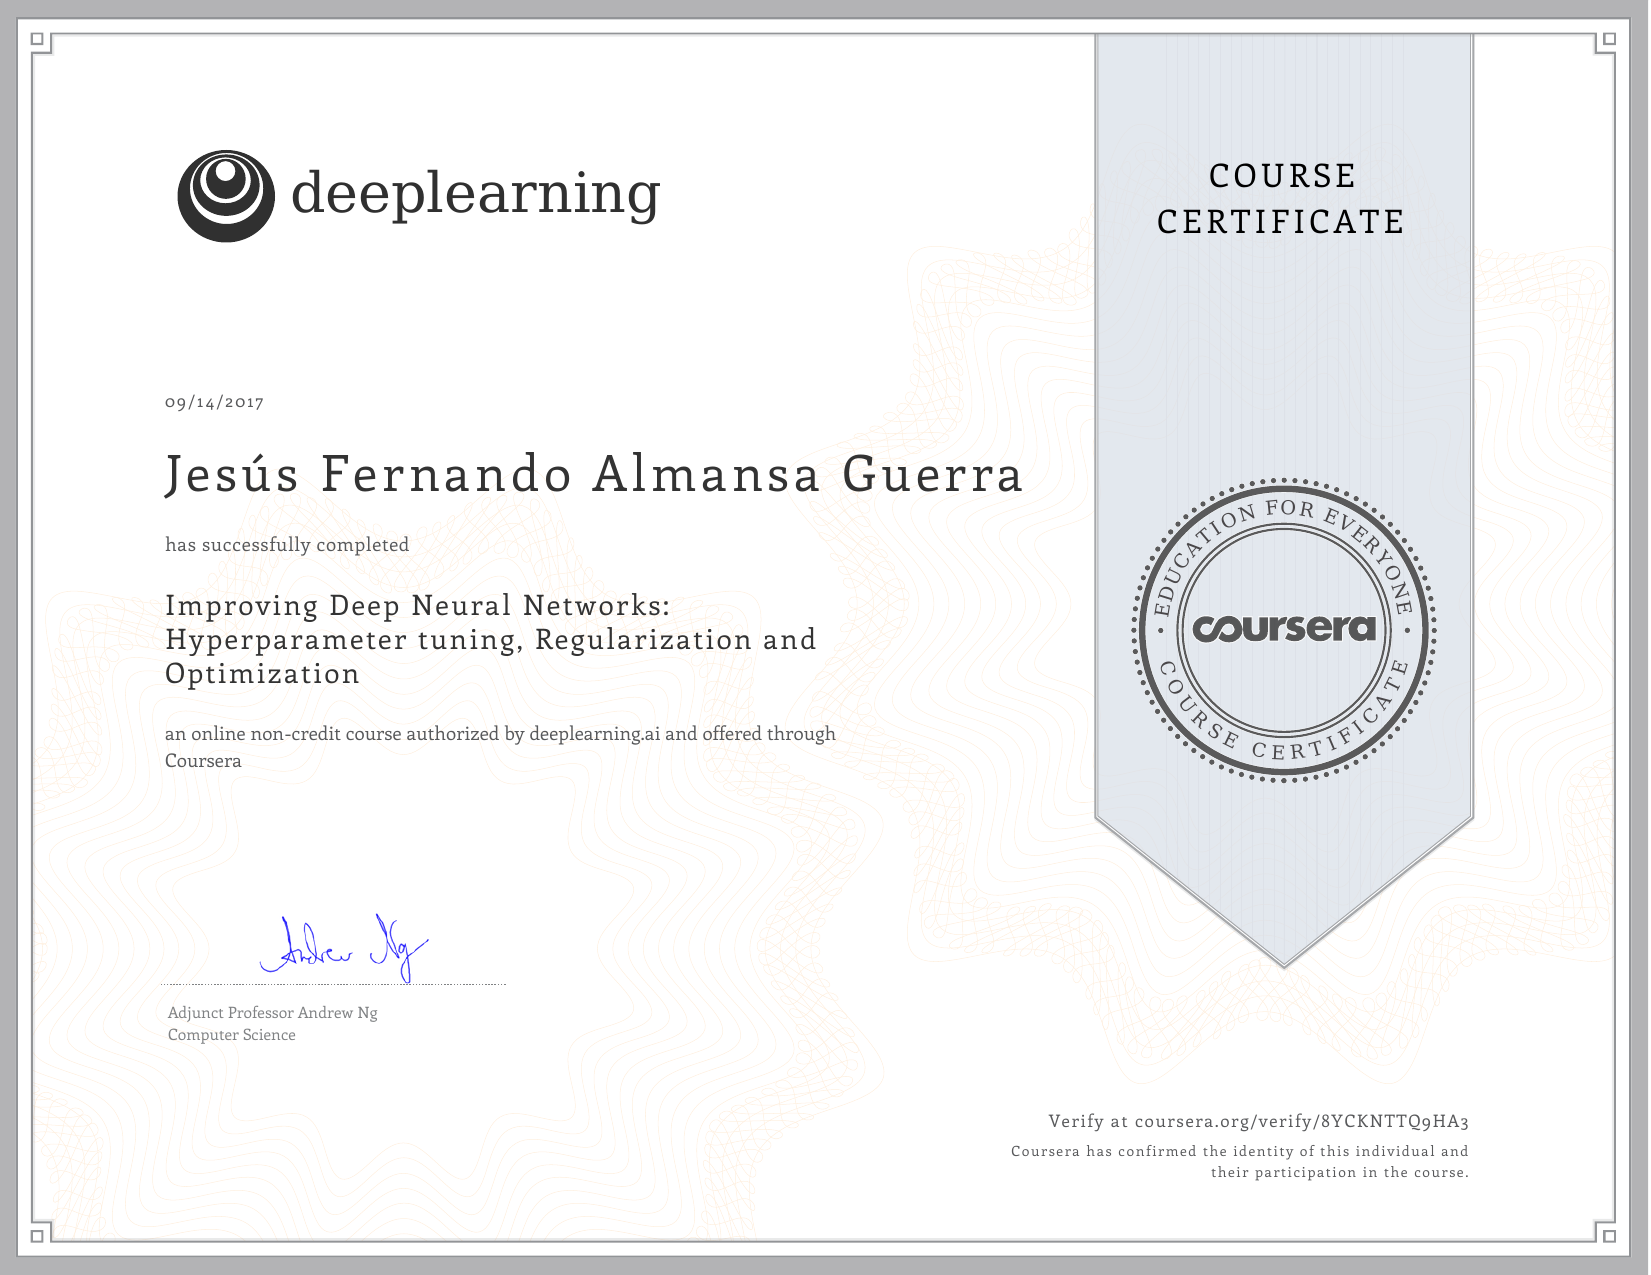 deeplearning
COURSE
CERTIFICATE
09/14/2017
Jesús Fernando Almansa Guerra
has successfully completed
Improving Deep Neural Networks:
Hyperparameter tuning, Regularization and
Optimization
an online non-credit course authorized by deeplearning.ai and offered through
Coursera
EDUCATION FOR EVERYONE
coursera
COURSE CERTIFICATE
Andrew Ng
Adjunct Professor Andrew Ng
Computer Science
Verify at coursera.org/verify/8YCKNTTQ9HA3
Coursera has confirmed the identity of this individual and
their participation in the course.